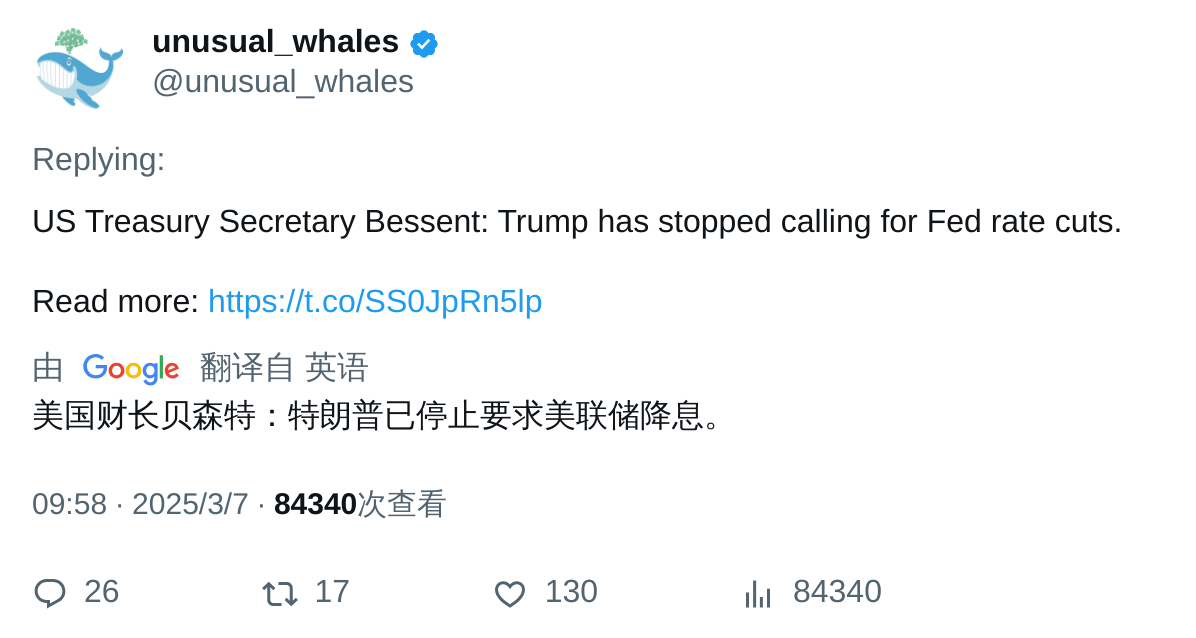 unusual_whales
@unusual_whales
Replying:
US Treasury Secretary Bessent: Trump has stopped calling for Fed rate cuts.
Read more: https://t.co/SS0JpRn5lp
由 Google 翻译自 英语
美国财长贝森特：特朗普已停止要求美联储降息。
09:58 · 2025/3/7 · 84340次查看
26 17 130 84340